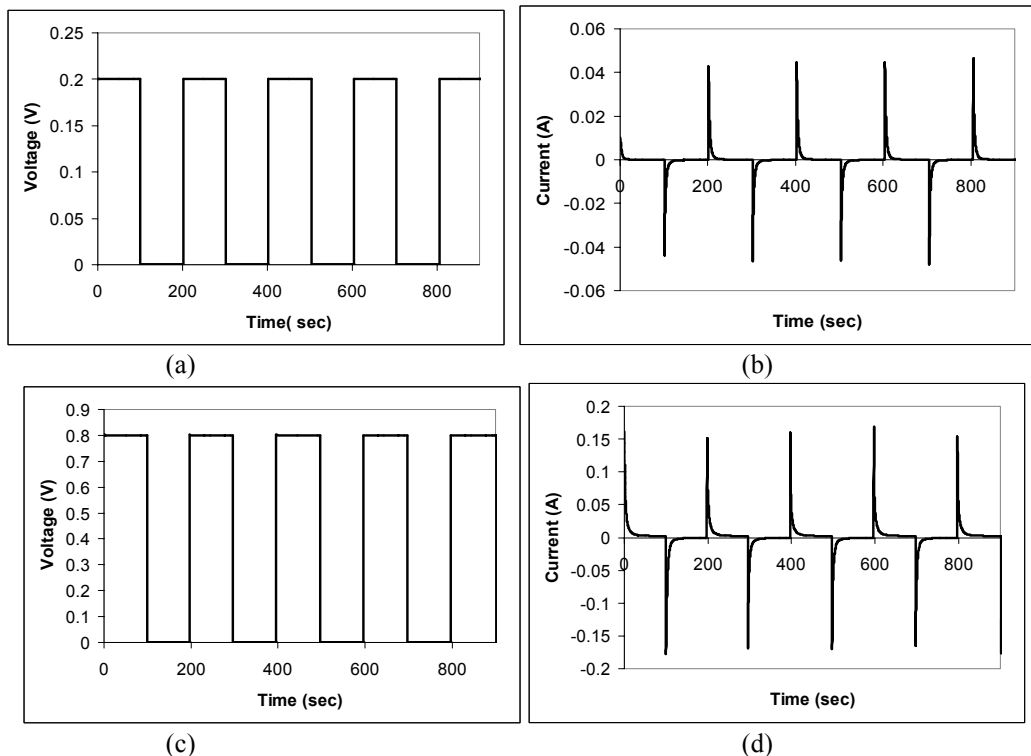 0.25
0.2
0.15
0.1
0.05
0
Voltage (V)
0 200 400 600 800
Time( sec)
(a)
0.06
0.04
0.02
0
-0.02
-0.04
-0.06
Current (A)
0 200 400 600 800
Time (sec)
(b)
0.9
0.8
0.7
0.6
0.5
0.4
0.3
0.2
0.1
0
Voltage (V)
0 200 400 600 800
Time (sec)
(c)
0.2
0.15
0.1
0.05
0
-0.05
-0.1
-0.15
-0.2
Current (A)
0 200 400 600 800
Time (sec)
(d)